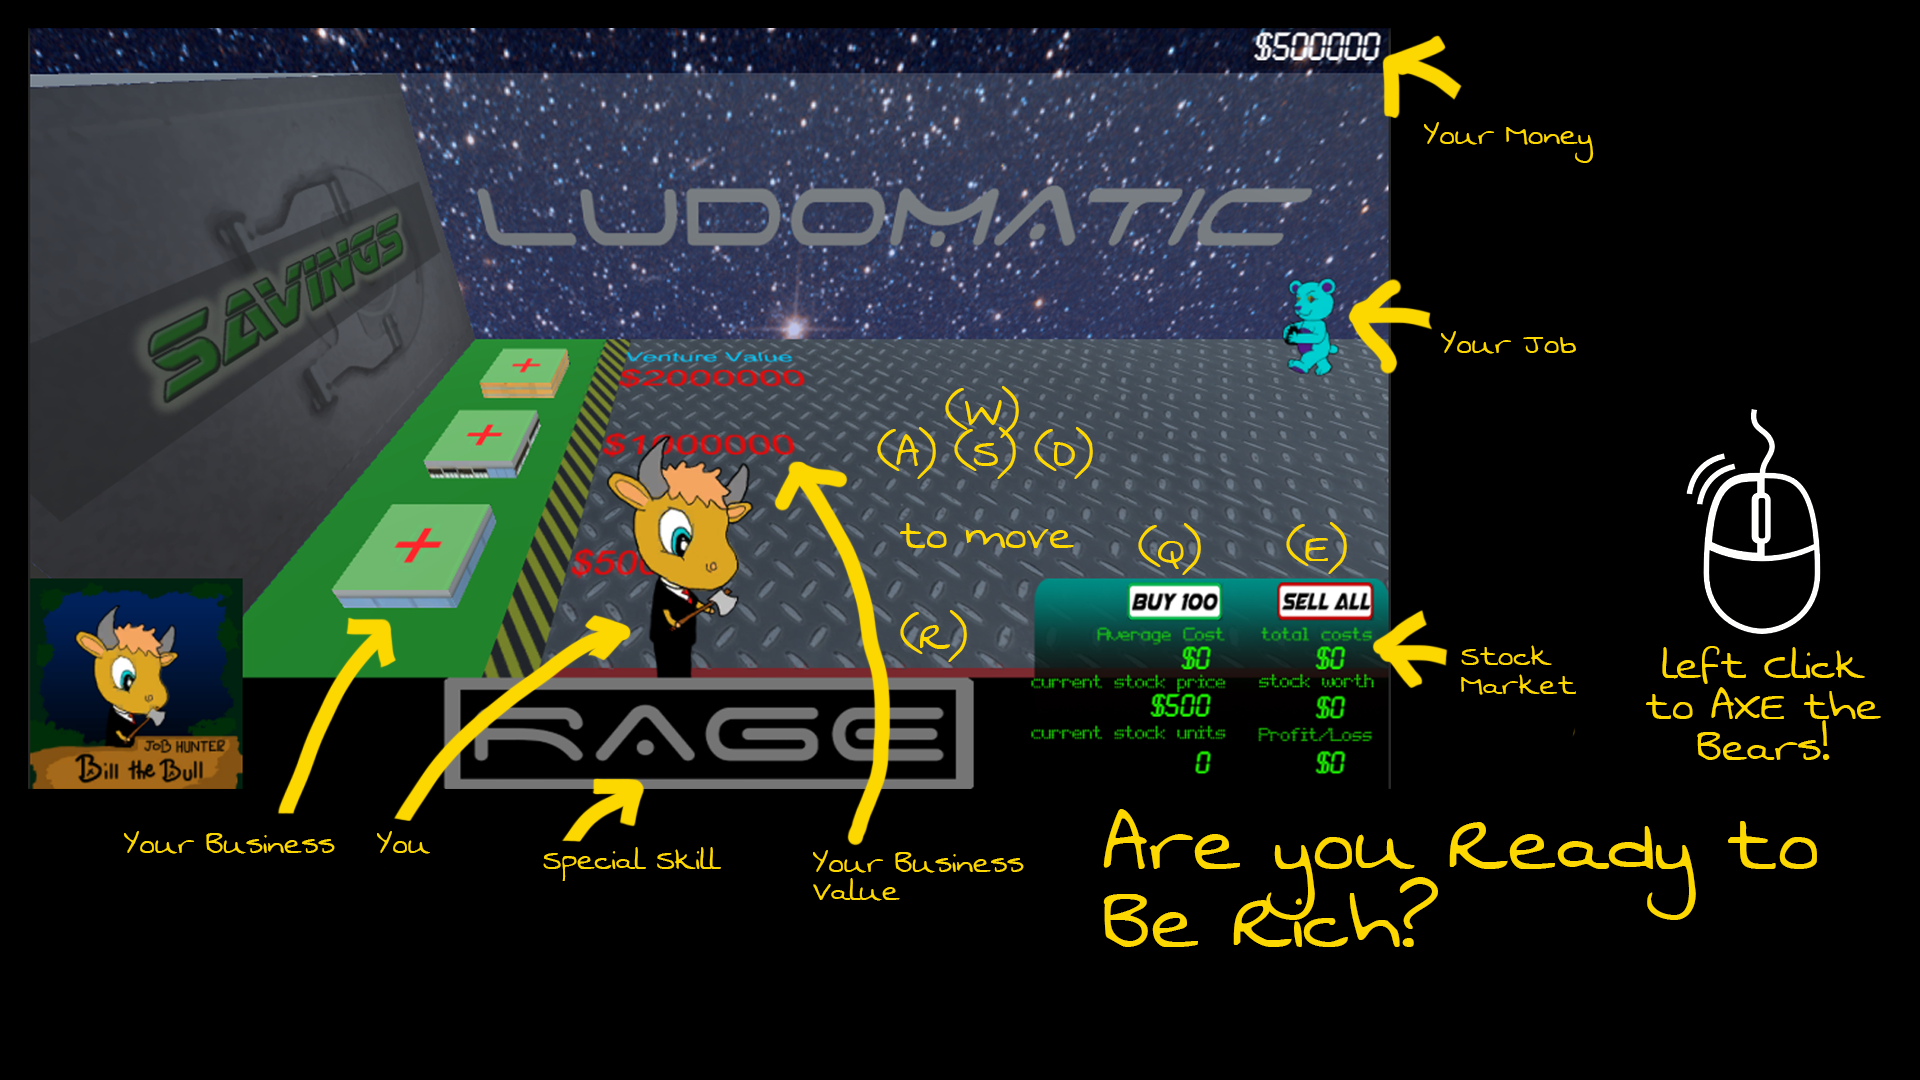 $500000
Your Money
LUDOMATIC
SAVINGS
Your Job
Venture Value
$2000000
$1000000
$500
(W)
(A) (S) (D)
to move
(Q) (E)
BUY 100 SELL ALL
(R)
Average Cost total costs
$0 $0
current stock price stock worth
$500 $0
current stock units Profit/Loss
0 $0
Stock
Market
left click
to AXE the
Bears!
RAGE
JOB HUNTER
Bill the Bull
Your Business
You
Special Skill
Your Business
Value
Are you Ready to
Be Rich?